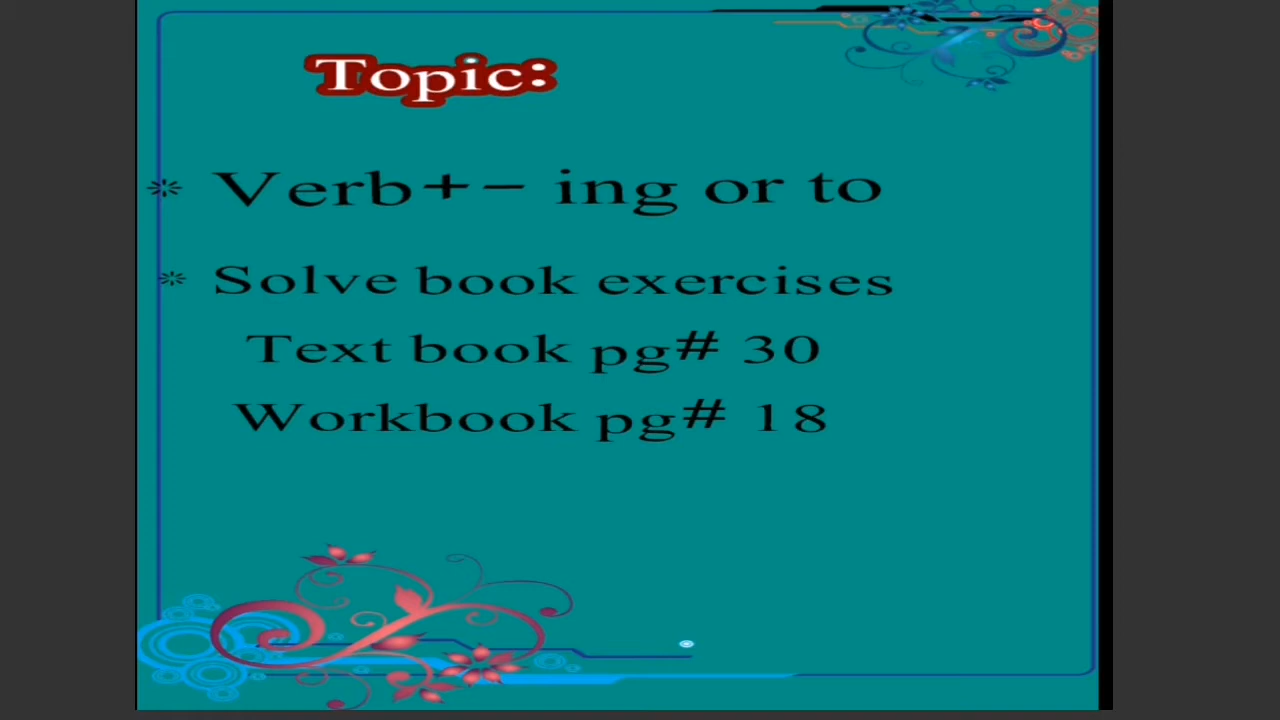 Topic:
* Verb+- ing or to
* Solve book exercises
Text book pg# 30
Workbook pg# 18